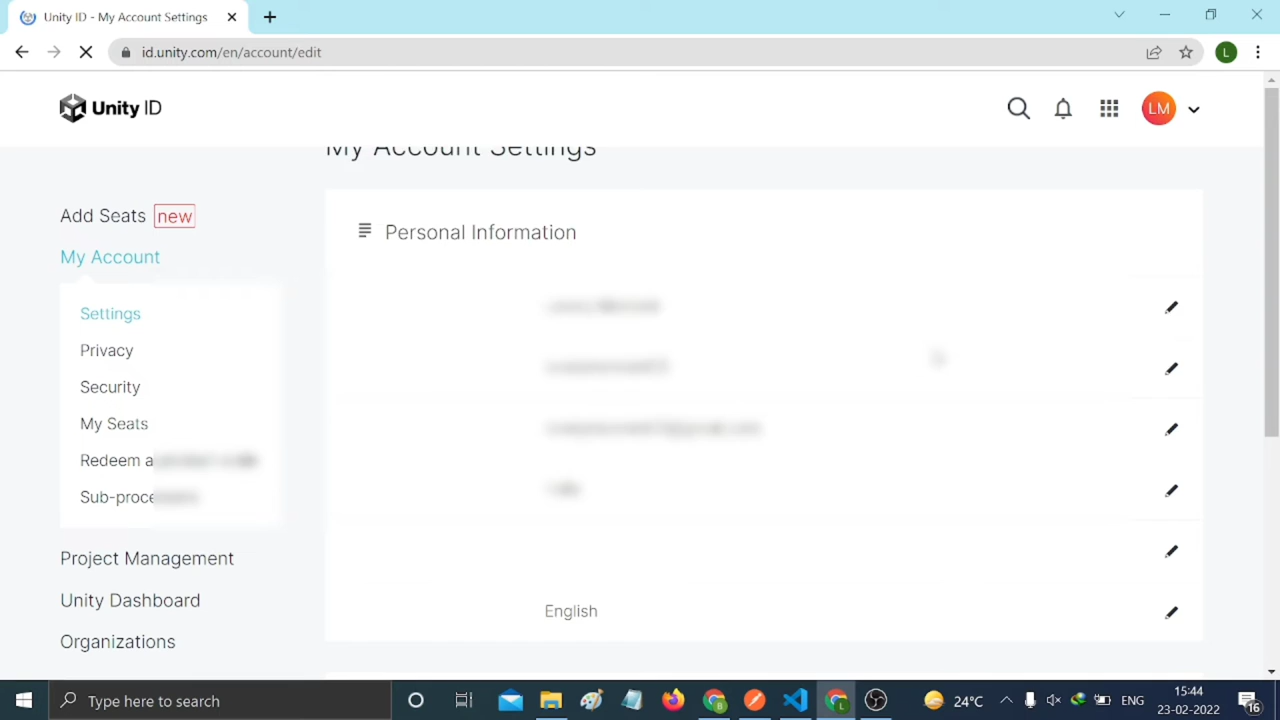 Unity ID - My Account Settings
id.unity.com/en/account/edit
L
Unity ID
LM
My Account Settings
Add Seats new
My Account
Settings
Privacy
Security
My Seats
Redeem a
Sub-proce
Project Management
Unity Dashboard
Organizations
Personal Information
English
Type here to search
B
L
24°C
ENG
15:44
23-02-2022
16